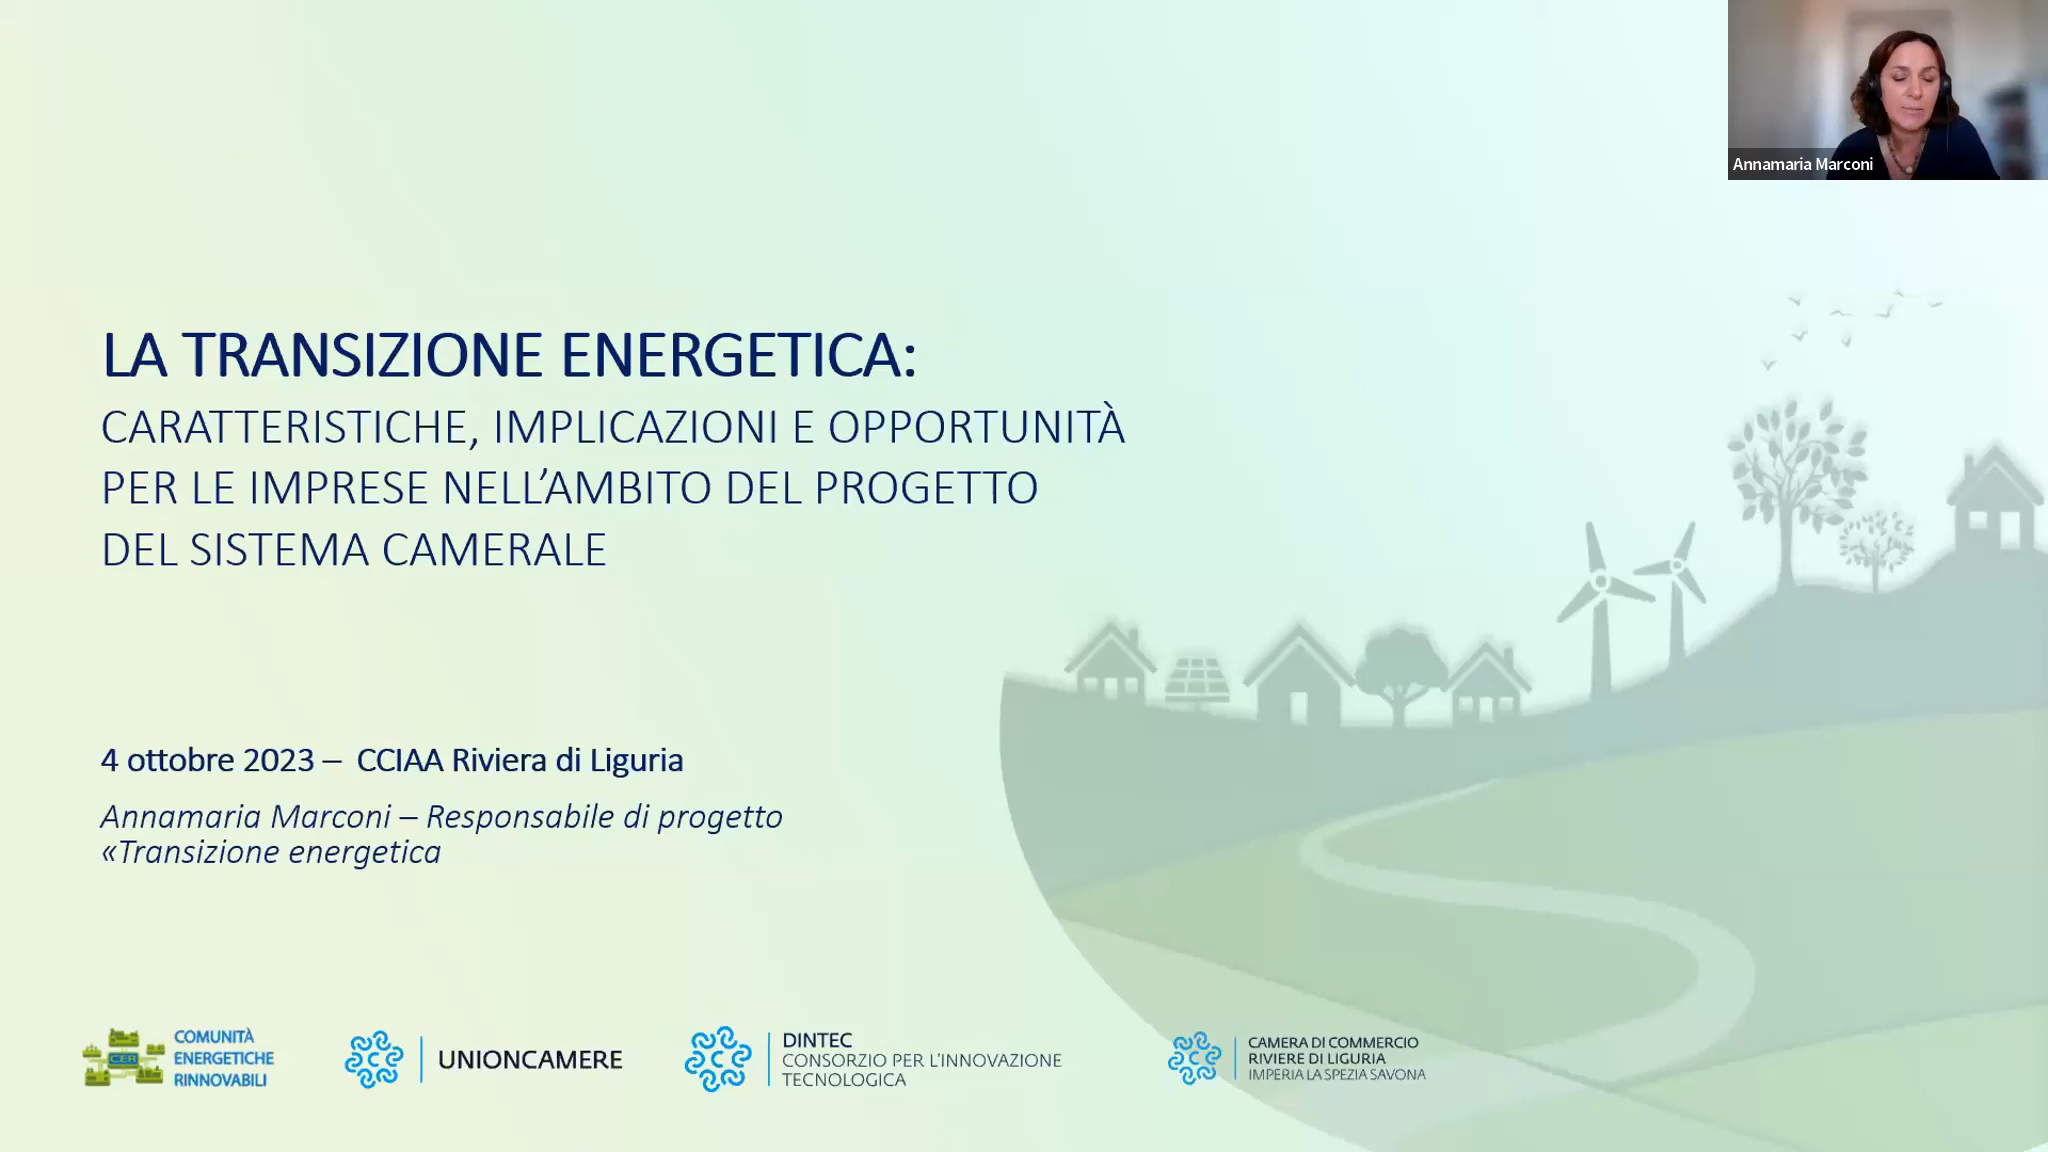 Annamaria Marconi
LA TRANSIZIONE ENERGETICA:
CARATTERISTICHE, IMPLICAZIONI E OPPORTUNITÀ
PER LE IMPRESE NELL’AMBITO DEL PROGETTO
DEL SISTEMA CAMERALE
4 ottobre 2023 – CCIAA Riviera di Liguria
Annamaria Marconi – Responsabile di progetto
«Transizione energetica
CER
COMUNITÀ
ENERGETICHE
RINNOVABILI
UNIONCAMERE
DINTEC
CONSORZIO PER L’INNOVAZIONE
TECNOLOGICA
CAMERA DI COMMERCIO
RIVIERE DI LIGURIA
IMPERIA LA SPEZIA SAVONA